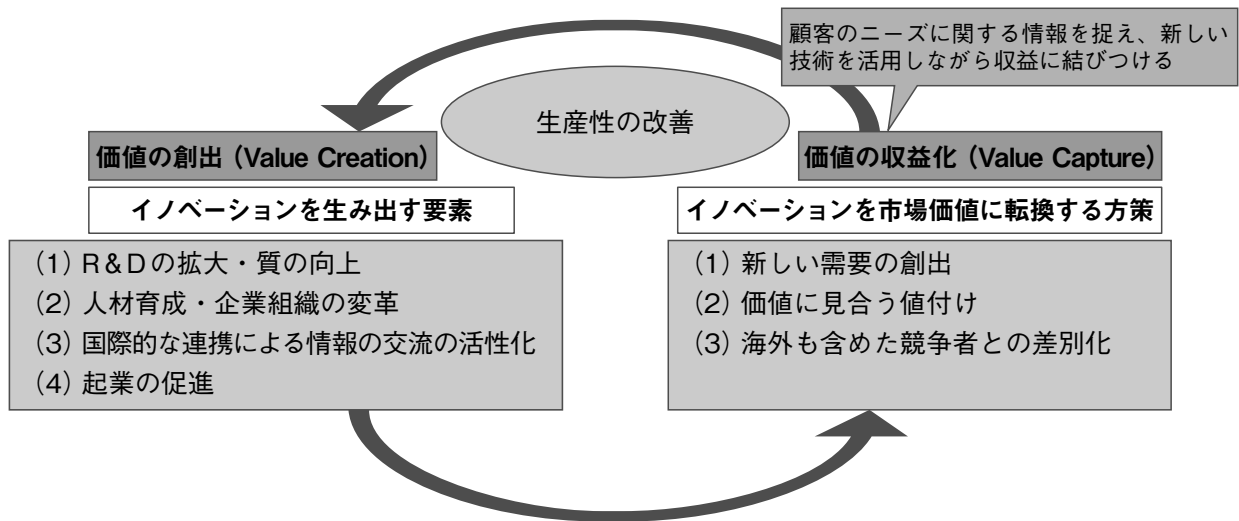 顧客のニーズに関する情報を捉え、新しい
技術を活用しながら収益に結びつける
生産性の改善
価値の創出（Value Creation）
イノベーションを生み出す要素
（1）R＆Dの拡大・質の向上
（2）人材育成・企業組織の変革
（3）国際的な連携による情報の交流の活性化
（4）起業の促進
価値の収益化（Value Capture）
イノベーションを市場価値に転換する方策
（1）新しい需要の創出
（2）価値に見合う値付け
（3）海外も含めた競争者との差別化